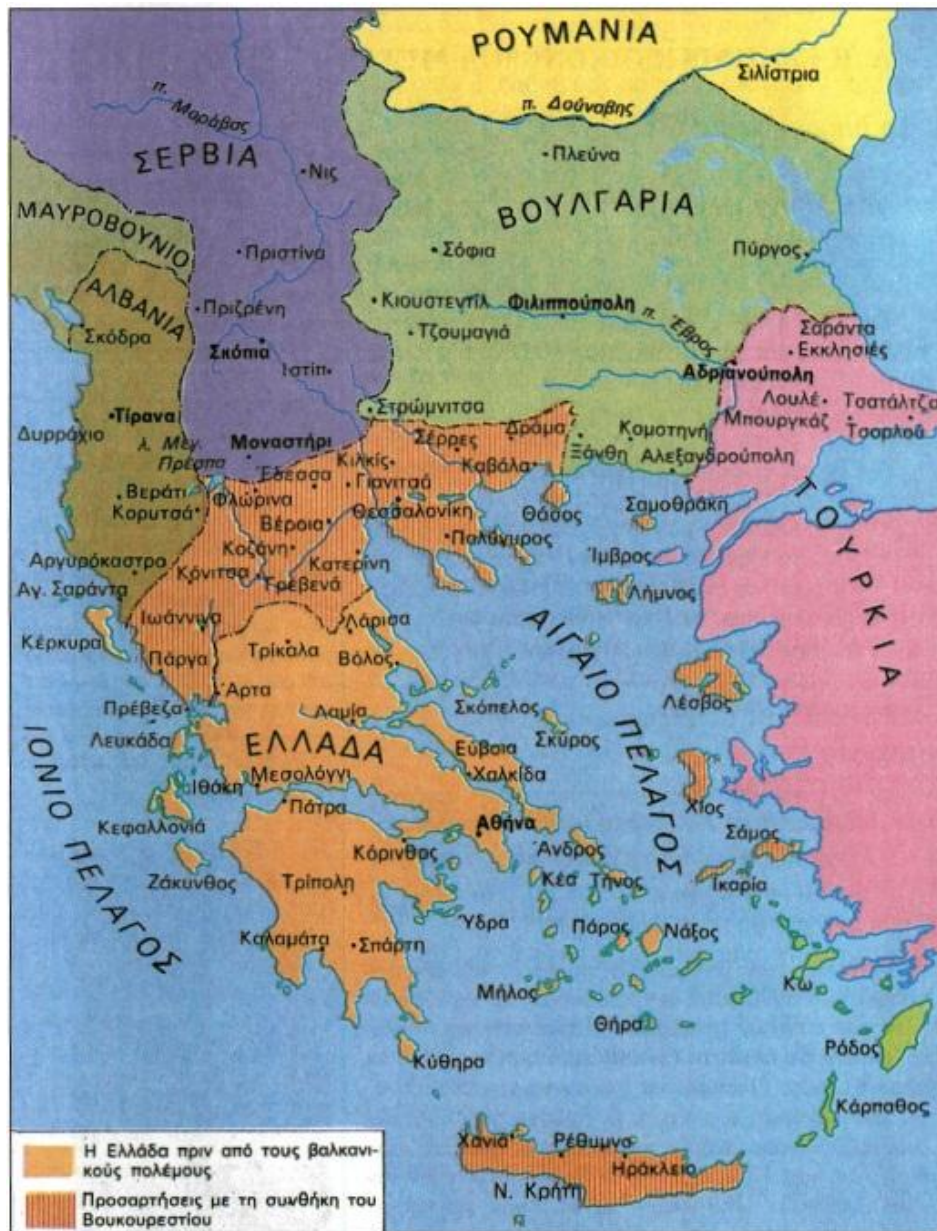 ΡΟΥΜΑΝΙΑ
Σιλίστρια
π. Δούναβης
π. Μαράβας
Πλεύνα
ΣΕΡΒΙΑ
Νις
ΒΟΥΛΓΑΡΙΑ
ΜΑΥΡΟΒΟΥΝΙΟ
Πριστίνα
Σόφια
Πύργος
ΑΛΒΑΝΙΑ
Πριζρένη
Κιουστεντίλ
Φιλιππούπολη
π. Έβρος
Σκόδρα
Τζουμαγιά
Σαράντα
Εκκλησιές
Σκόπια
Ιστίπ
Αδριανούπολη
Στρώμνιτσα
Λουλέ
Μπουργκάζ
Τσατάλτζα
Τσορλού
Τίρανα
Δυρράχιο
λ. Μεγ.
Πρέσπα
Μοναστήρι
Σέρρες
Δράμα
Ξάνθη
Κομοτηνή
Έδεσσα
Κιλκίς
Καβάλα
Αλεξανδρούπολη
Βεράτι
Φλώρινα
Γιανιτσά
Κορυτσά
Θεσσαλονίκη
Θάσος
Σαμοθράκη
Βέροια
Κοζάνη
Πολύγυρος
ΤΟΥΡΚΙΑ
Αργυρόκαστρο
Κατερίνη
Ίμβρος
Κόνιτσα
Γρεβενά
Αγ. Σαράντα
Λήμνος
Ιωάννινα
Λάρισα
Κέρκυρα
Τρίκαλα
ΑΙΓΑΙΟ ΠΕΛΑΓΟΣ
Πάργα
Βόλος
Άρτα
Λέσβος
Πρέβεζα
Λαμία
Σκόπελος
Λευκάδα
ΕΛΛΑΔΑ
Εύβοια
Σκύρος
ΙΟΝΙΟ ΠΕΛΑΓΟΣ
Ιθάκη
Μεσολόγγι
Χαλκίδα
Χίος
Πάτρα
Κεφαλλονιά
Αθήνα
Σάμος
Κόρινθος
Άνδρος
Ζάκυνθος
Τρίπολη
Κέα
Τήνος
Ικαρία
Ύδρα
Πάρος
Νάξος
Καλαμάτα
Σπάρτη
Μήλος
Κω
Θήρα
Ρόδος
Κύθηρα
Κάρπαθος
Χανιά
Ρέθυμνο
Ηράκλειο
Ν. Κρήτη
Η Ελλάδα πριν από τους βαλκανι-
κούς πολέμους
Προσαρτήσεις με τη συνθήκη του
Βουκουρεστίου